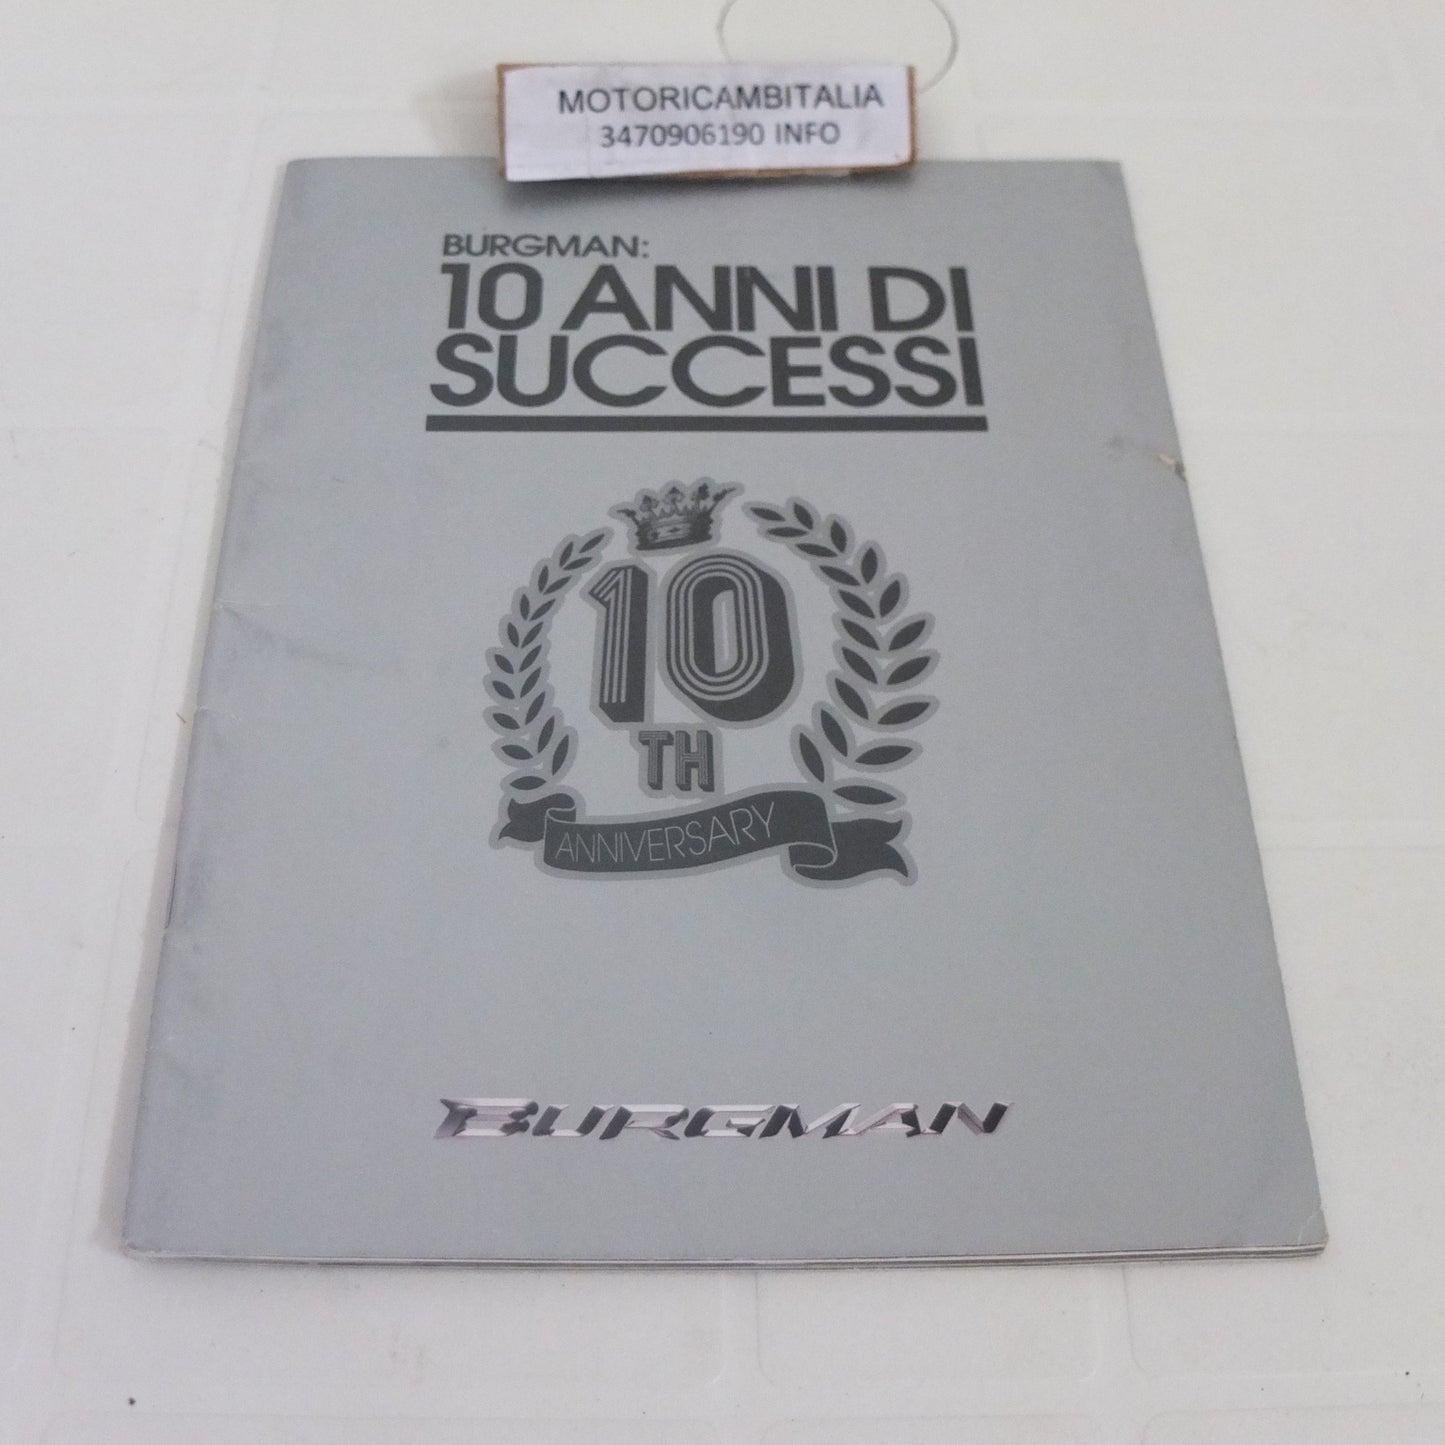 MOTORICAMBITALIA
3470906190 INFO
BURGMAN:
10 ANNI DI
SUCCESSI
10
TH
ANNIVERSARY
BURGMAN